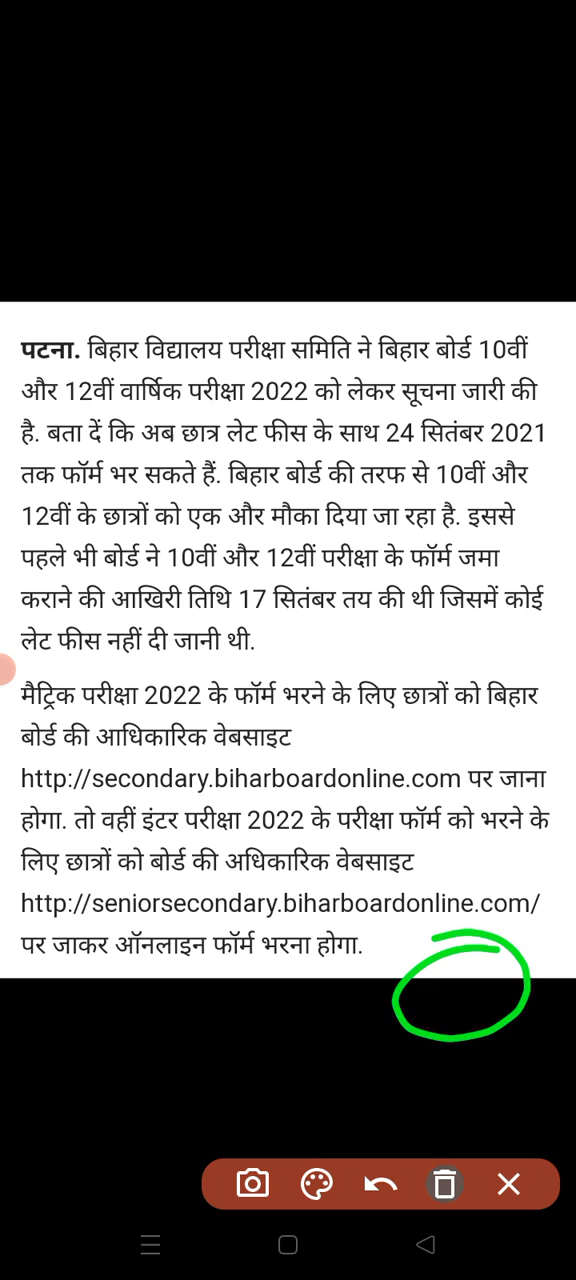 पटना. बिहार विद्यालय परीक्षा समिति ने बिहार बोर्ड 10वीं
और 12वीं वार्षिक परीक्षा 2022 को लेकर सूचना जारी की
है. बता दें कि अब छात्र लेट फीस के साथ 24 सितंबर 2021
तक फॉर्म भर सकते हैं. बिहार बोर्ड की तरफ से 10वीं और
12वीं के छात्रों को एक और मौका दिया जा रहा है. इससे
पहले भी बोर्ड ने 10वीं और 12वीं परीक्षा के फॉर्म जमा
कराने की आखिरी तिथि 17 सितंबर तय की थी जिसमें कोई
लेट फीस नहीं दी जानी थी.
मैट्रिक परीक्षा 2022 के फॉर्म भरने के लिए छात्रों को बिहार
बोर्ड की आधिकारिक वेबसाइट
http://secondary.biharboardonline.com पर जाना
होगा. तो वहीं इंटर परीक्षा 2022 के परीक्षा फॉर्म को भरने के
लिए छात्रों को बोर्ड की अधिकारिक वेबसाइट
http://seniorsecondary.biharboardonline.com/
पर जाकर ऑनलाइन फॉर्म भरना होगा.